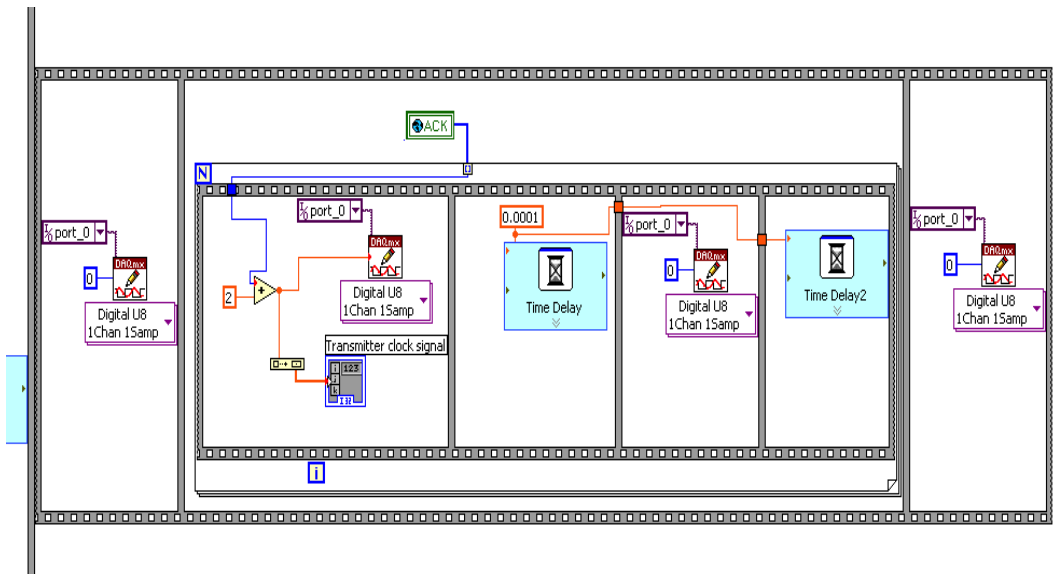 ACK
N
port_0
DAQmx
0
Digital U8
1Chan 1Samp
port_0
DAQmx
2
+
Digital U8
1Chan 1Samp
Transmitter clock signal
i 123
j
k
I32
0.0001
Time Delay
port_0
DAQmx
0
Digital U8
1Chan 1Samp
Time Delay2
port_0
DAQmx
0
Digital U8
1Chan 1Samp
i